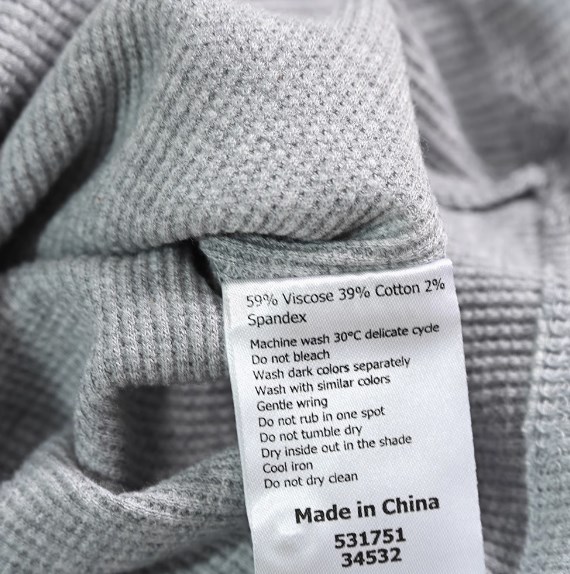 59% Viscose 39% Cotton 2%
Spandex
Machine wash 30°C delicate cycle
Do not bleach
Wash dark colors separately
Wash with similar colors
Gentle wring
Do not rub in one spot
Do not tumble dry
Dry inside out in the shade
Cool iron
Do not dry clean
Made in China
531751
34532